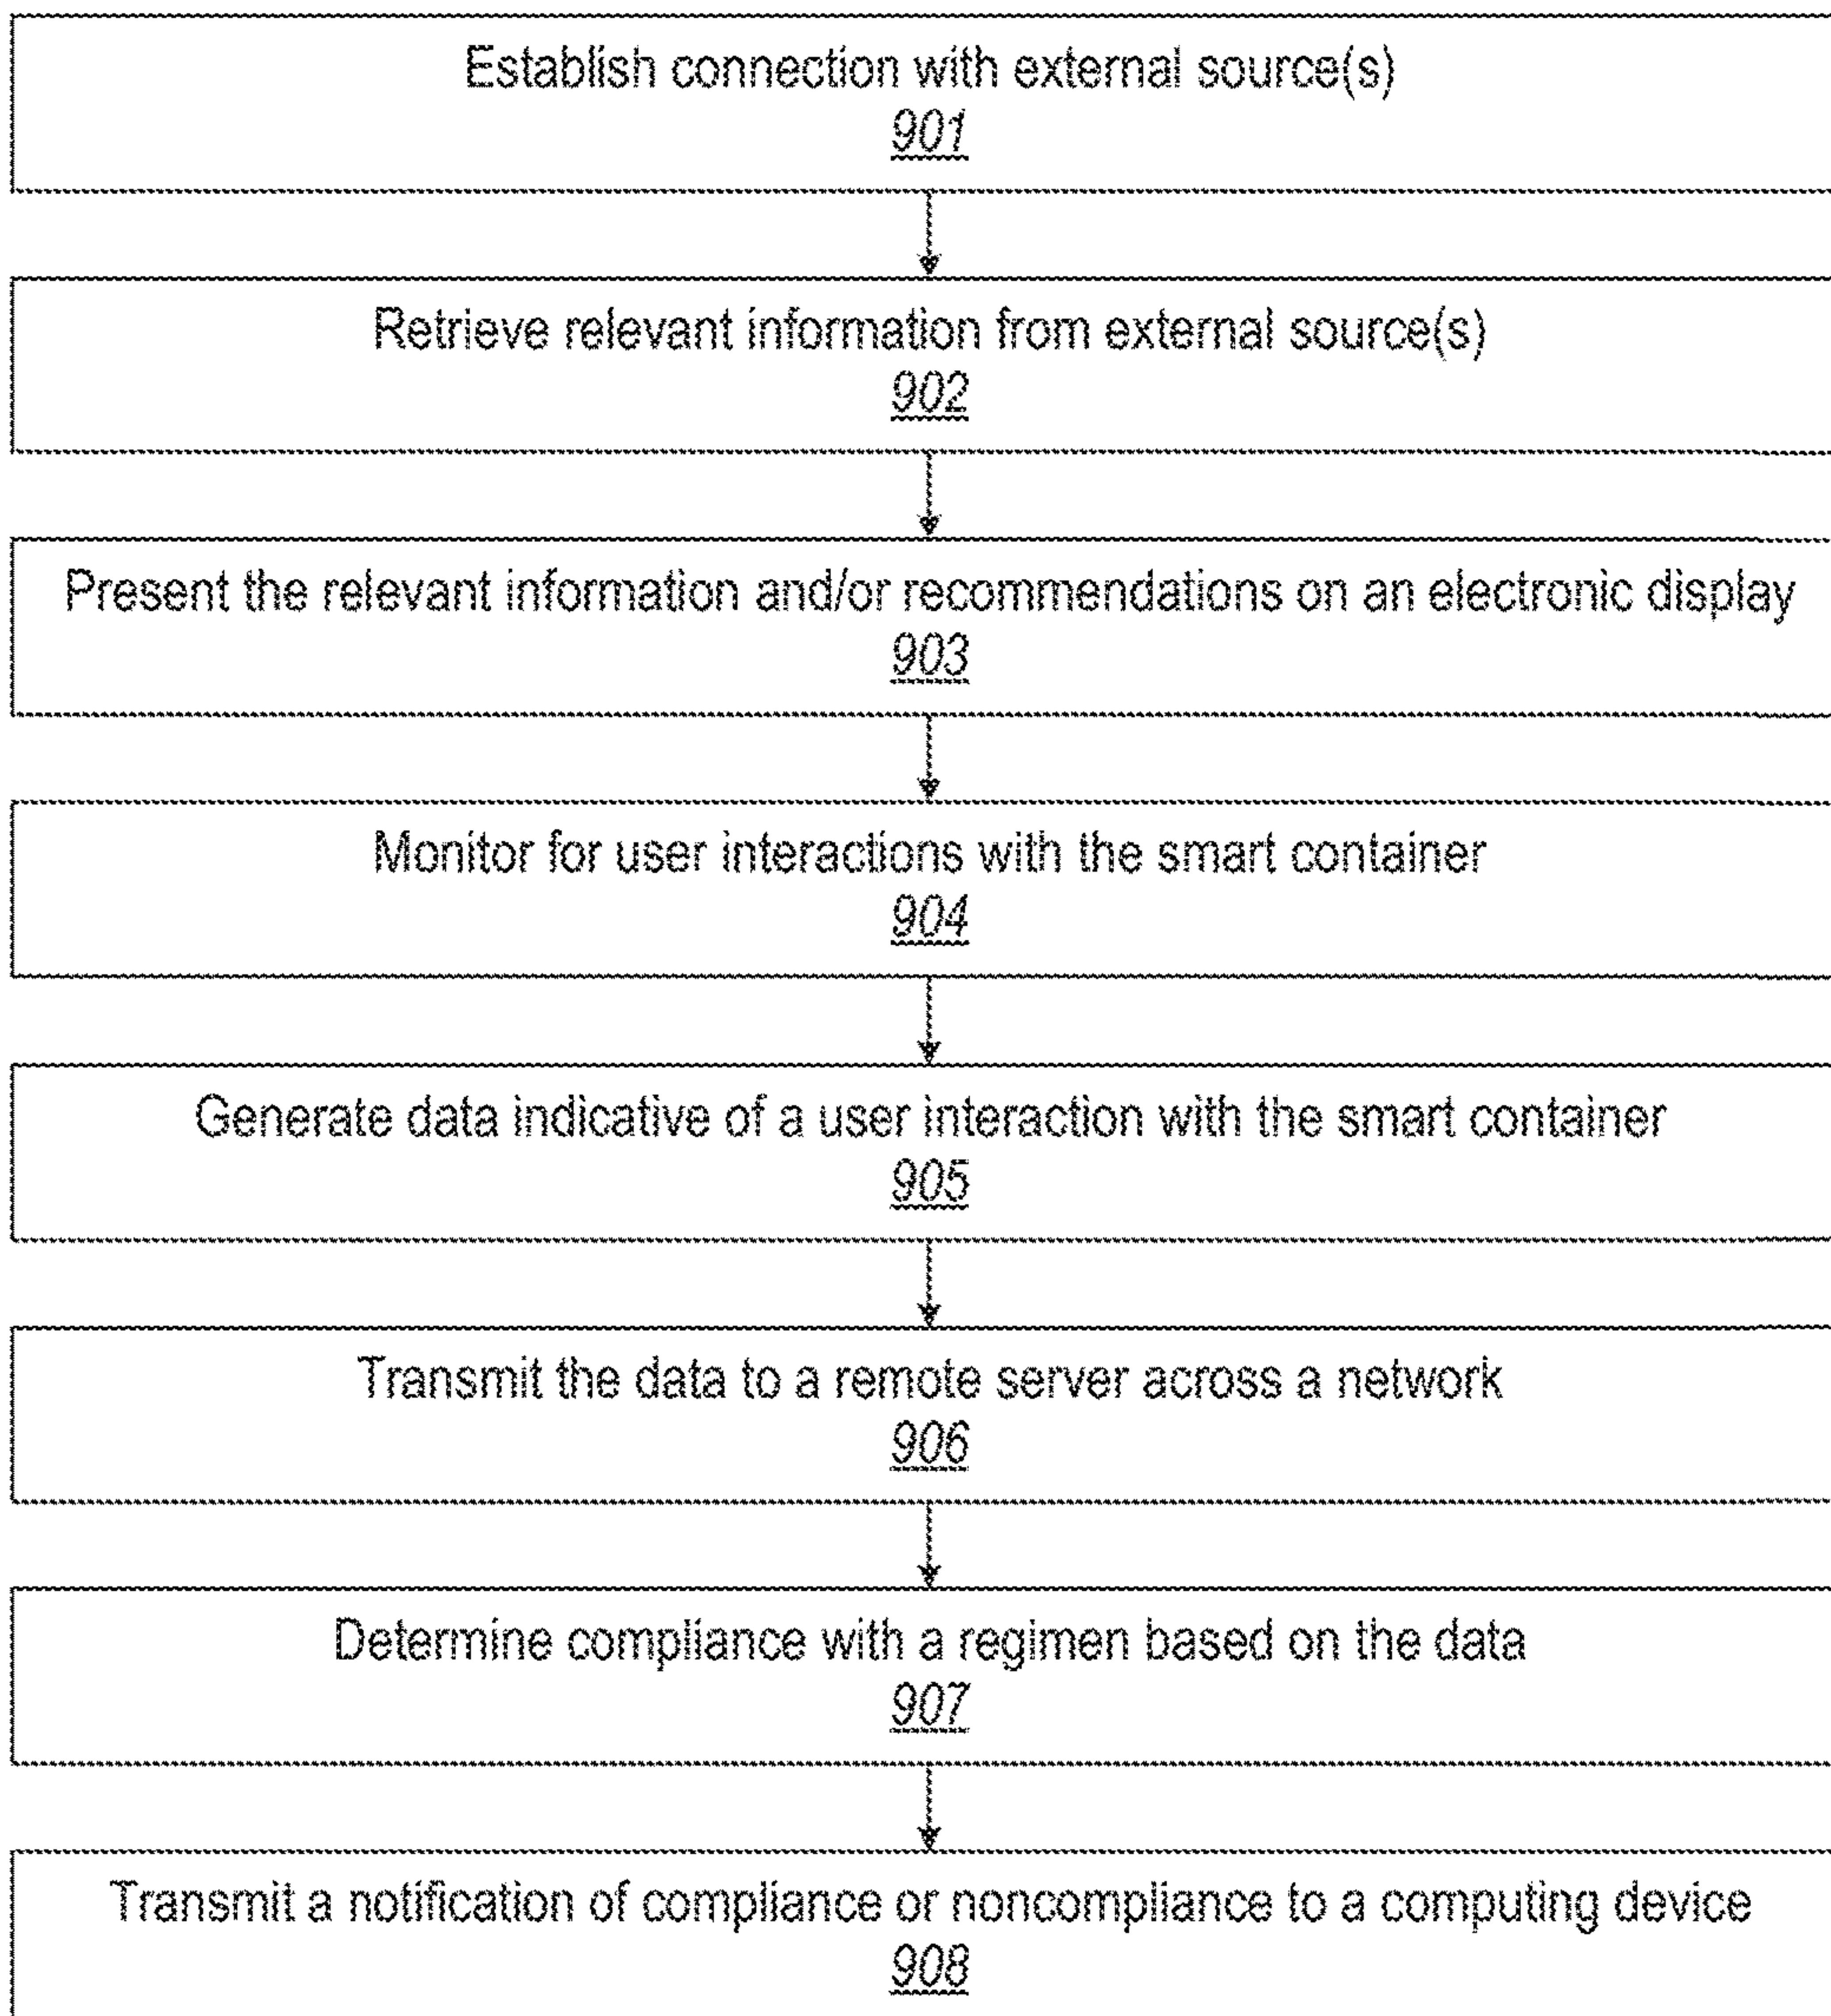 Establish connection with external source(s)
901
Retrieve relevant information from external source(s)
902
Present the relevant information and/or recommendations on an electronic display
903
Monitor for user interactions with the smart container
904
Generate data indicative of a user interaction with the smart container
905
Transmit the data to a remote server across a network
906
Determine compliance with a regimen based on the data
907
Transmit a notification of compliance or noncompliance to a computing device
908